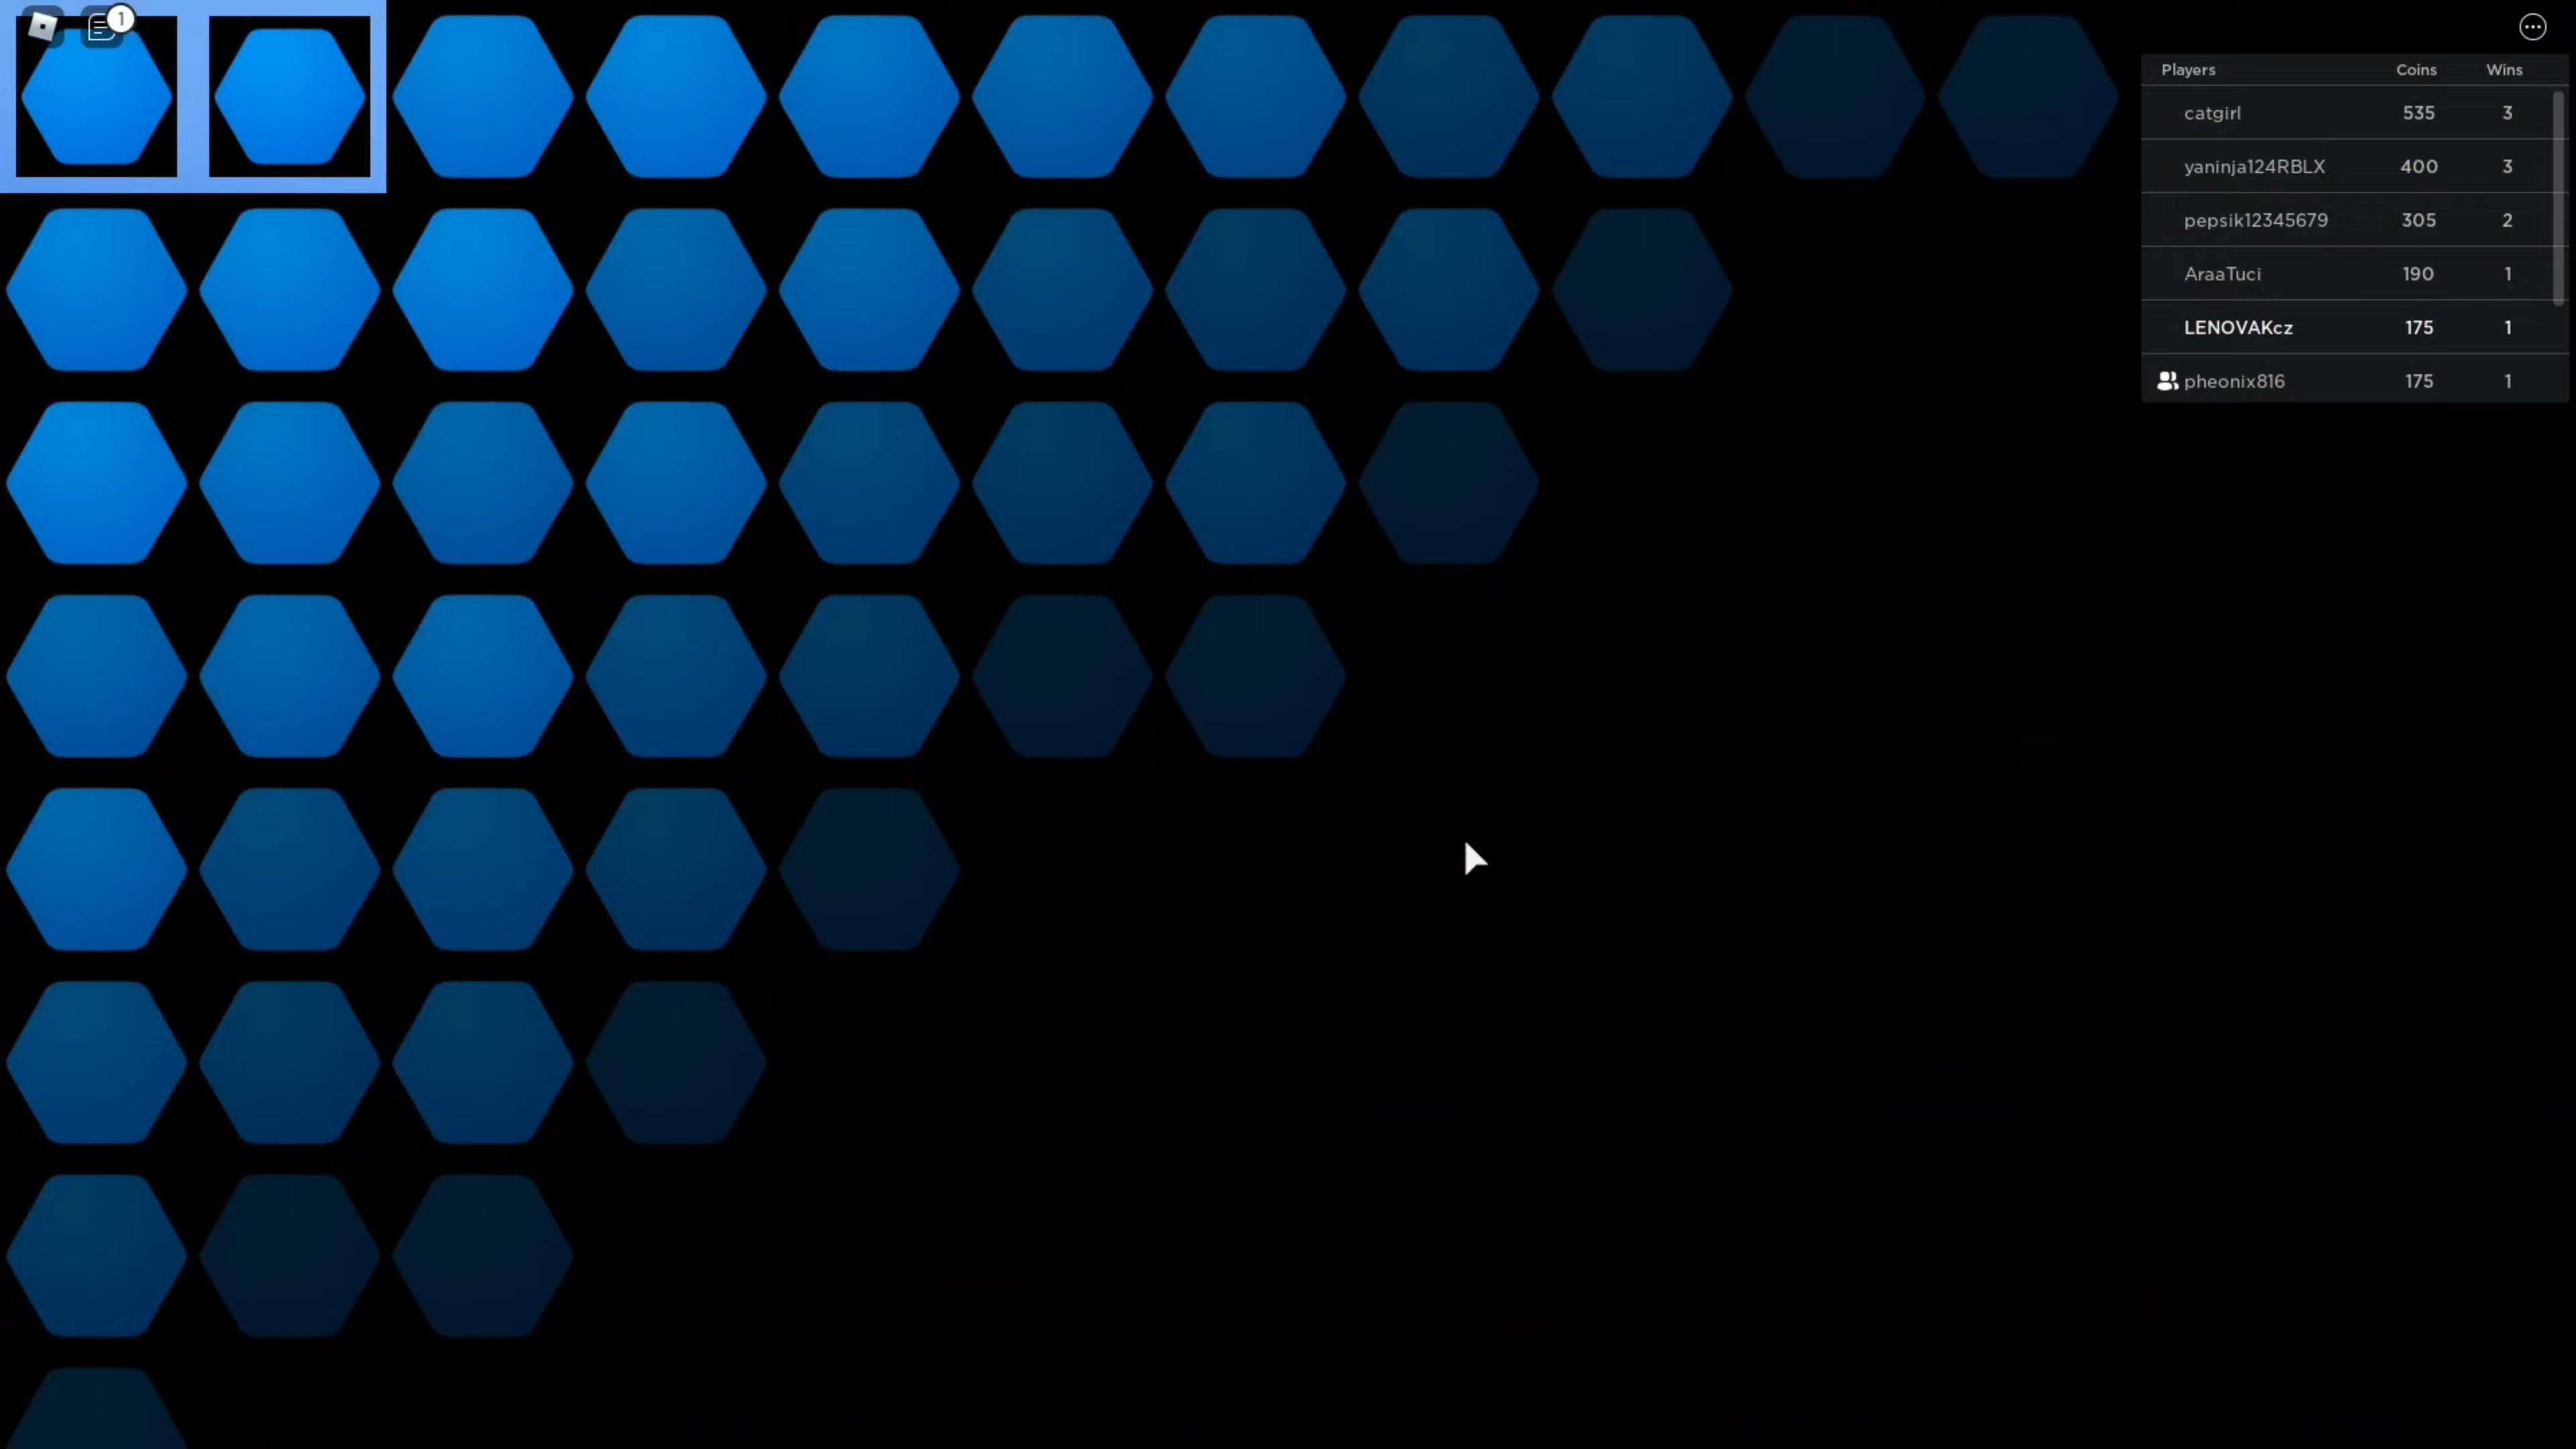 1
Players Coins Wins
catgirl 535 3
yaninja124RBLX 400 3
pepsik12345679 305 2
AraaTuci 190 1
LENOVAKcz 175 1
pheonix816 175 1